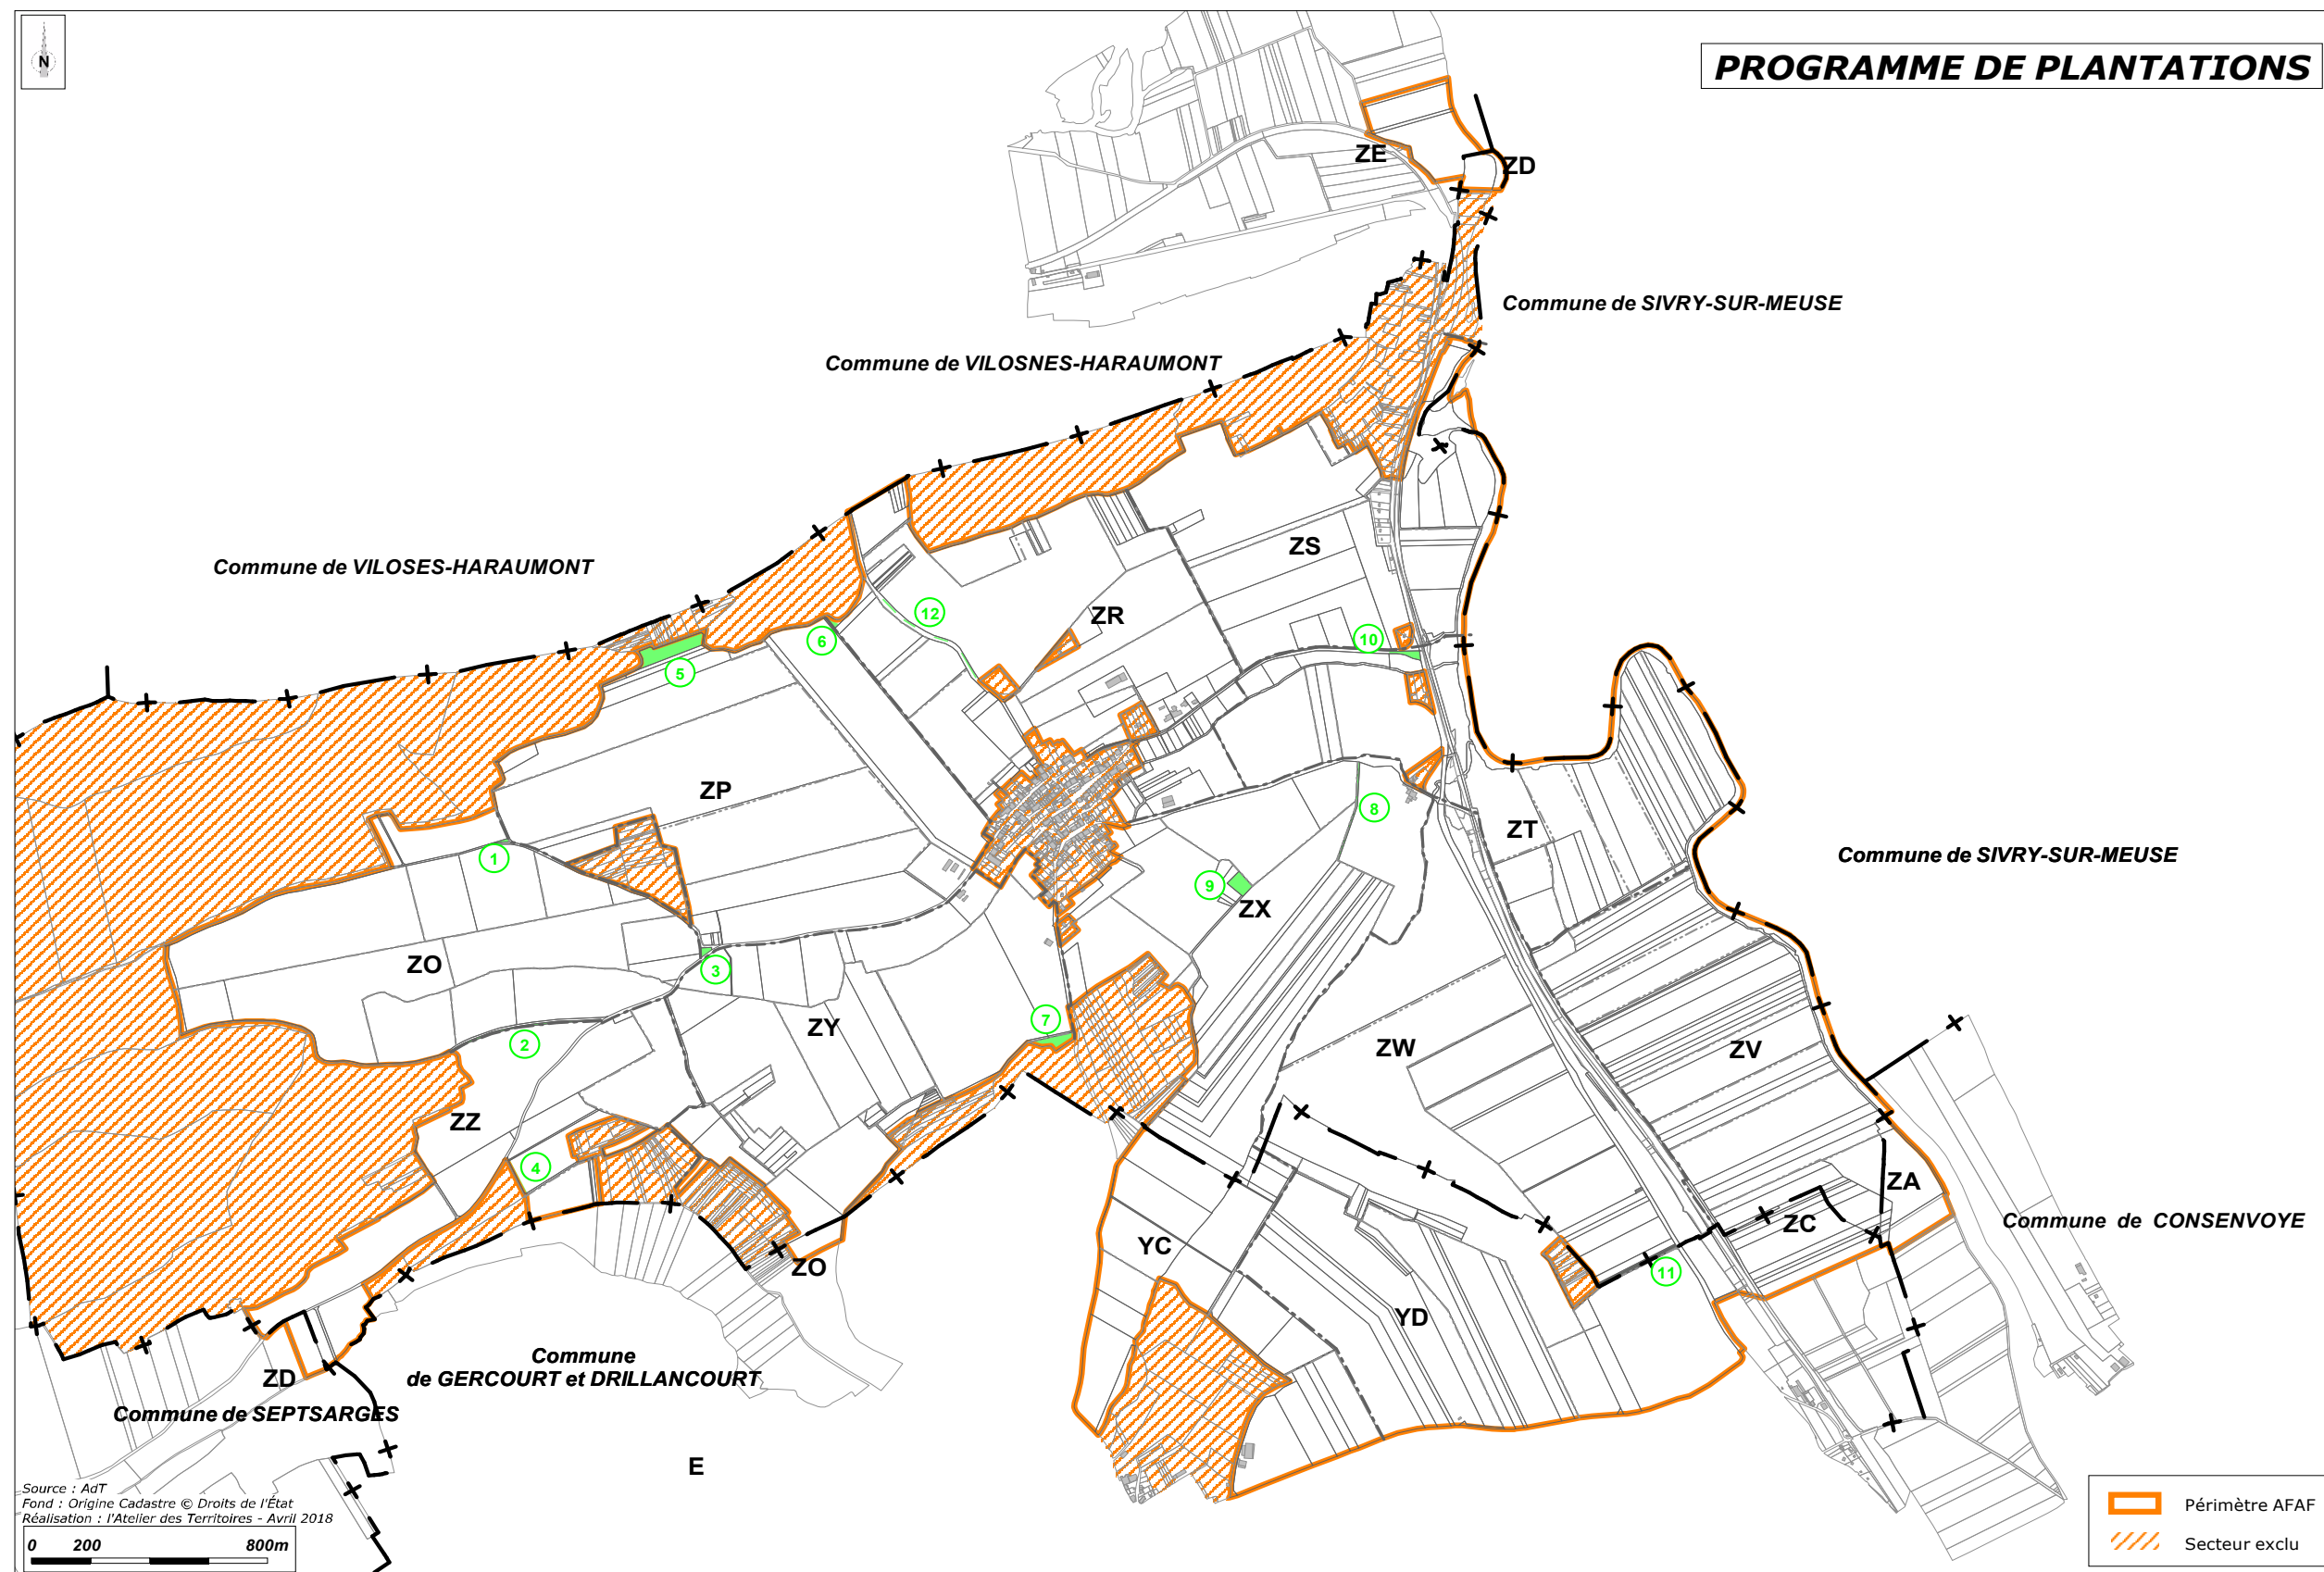 N
PROGRAMME DE PLANTATIONS
ZE
ZD
Commune de SIVRY-SUR-MEUSE
Commune de VILOSNES-HARAUMONT
ZS
Commune de VILOSES-HARAUMONT
12
ZR
6
10
5
ZP
8
ZT
1
Commune de SIVRY-SUR-MEUSE
9
ZX
ZO
3
7
ZY
2
ZW
ZV
ZZ
4
ZA
ZC
Commune de CONSENVOYE
YC
ZO
11
YD
Commune
de GERCOURT et DRILLANCOURT
ZD
Commune de SEPTSARGES
E
Source : AdT
Fond : Origine Cadastre © Droits de l'État
Réalisation : l'Atelier des Territoires - Avril 2018
0 200 800m
Périmètre AFAF
Secteur exclu